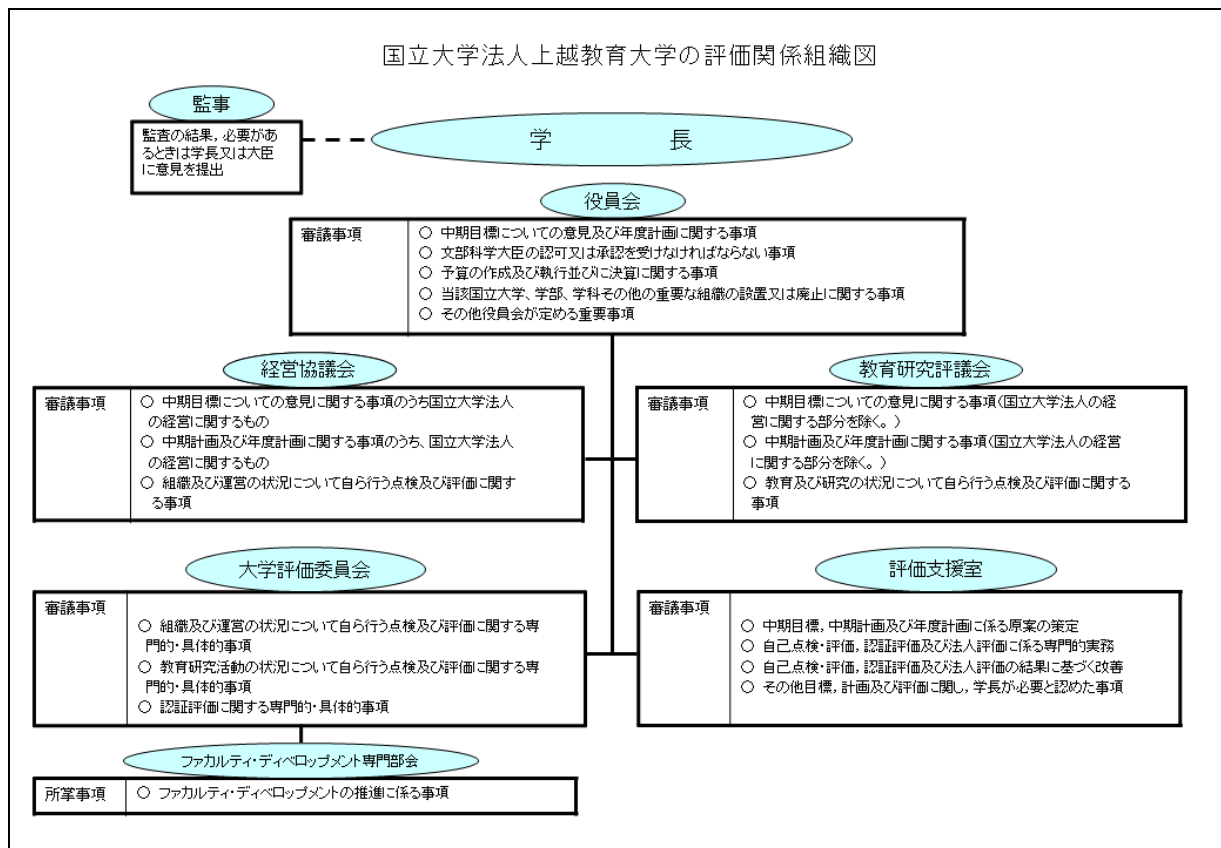 国立大学法人上越教育大学の評価関係組織図
監事
監査の結果，必要があ
るときは学長又は大臣
に意見を提出
学　長
役員会
審議事項
○ 中期目標についての意見及び年度計画に関する事項
○ 文部科学大臣の認可又は承認を受けなければならない事項
○ 予算の作成及び執行並びに決算に関する事項
○ 当該国立大学、学部、学科その他の重要な組織の設置又は廃止に関する事項
○ その他役員会が定める重要事項
経営協議会
審議事項
○ 中期目標についての意見に関する事項のうち国立大学法人
の経営に関するもの
○ 中期計画及び年度計画に関する事項のうち、国立大学法人
の経営に関するもの
○ 組織及び運営の状況について自ら行う点検及び評価に関す
る事項
教育研究評議会
審議事項
○ 中期目標についての意見に関する事項（国立大学法人の経
営に関する部分を除く。）
○ 中期計画及び年度計画に関する事項（国立大学法人の経営
に関する部分を除く。）
○ 教育及び研究の状況について自ら行う点検及び評価に関する
事項
大学評価委員会
審議事項
○ 組織及び運営の状況について自ら行う点検及び評価に関する専
門的・具体的事項
○ 教育研究活動の状況について自ら行う点検及び評価に関する専
門的・具体的事項
○ 認証評価に関する専門的・具体的事項
評価支援室
審議事項
○ 中期目標，中期計画及び年度計画に係る原案の策定
○ 自己点検・評価，認証評価及び法人評価に係る専門的実務
○ 自己点検・評価，認証評価及び法人評価の結果に基づく改善
○ その他目標，計画及び評価に関し，学長が必要と認めた事項
ファカルティ・ディベロップメント専門部会
所掌事項
○ ファカルティ・ディベロップメントの推進に係る事項